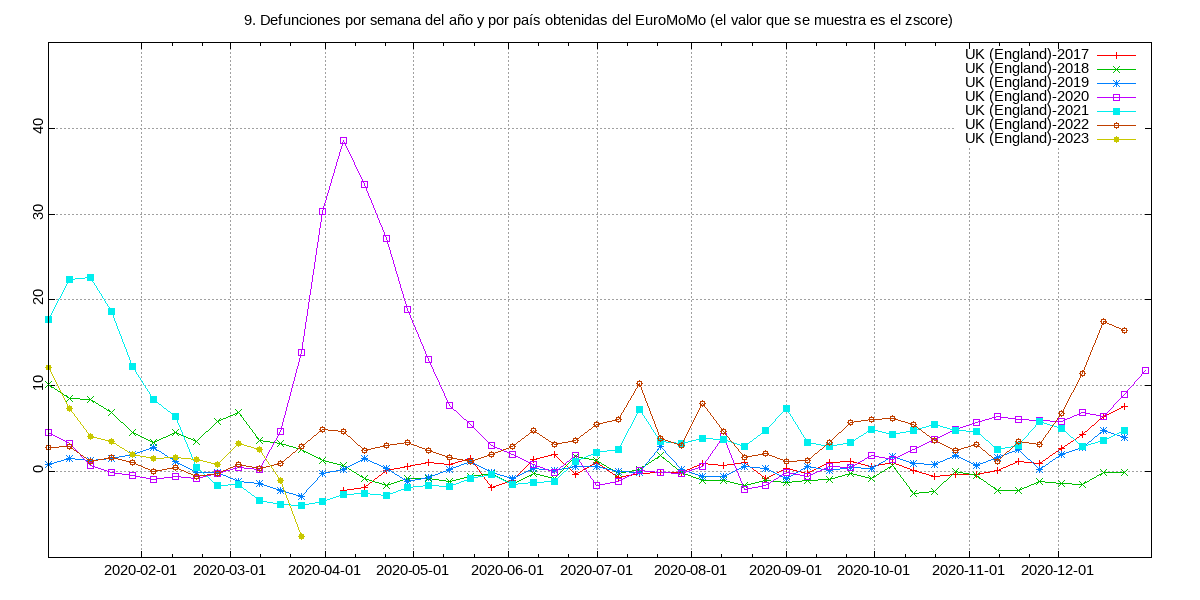 9. Defunciones por semana del año y por país obtenidas del EuroMoMo (el valor que se muestra es el zscore)
UK (England)-2017
UK (England)-2018
UK (England)-2019
UK (England)-2020
UK (England)-2021
UK (England)-2022
UK (England)-2023
40
30
20
10
0
2020-02-01 2020-03-01 2020-04-01 2020-05-01 2020-06-01 2020-07-01 2020-08-01 2020-09-01 2020-10-01 2020-11-01 2020-12-01